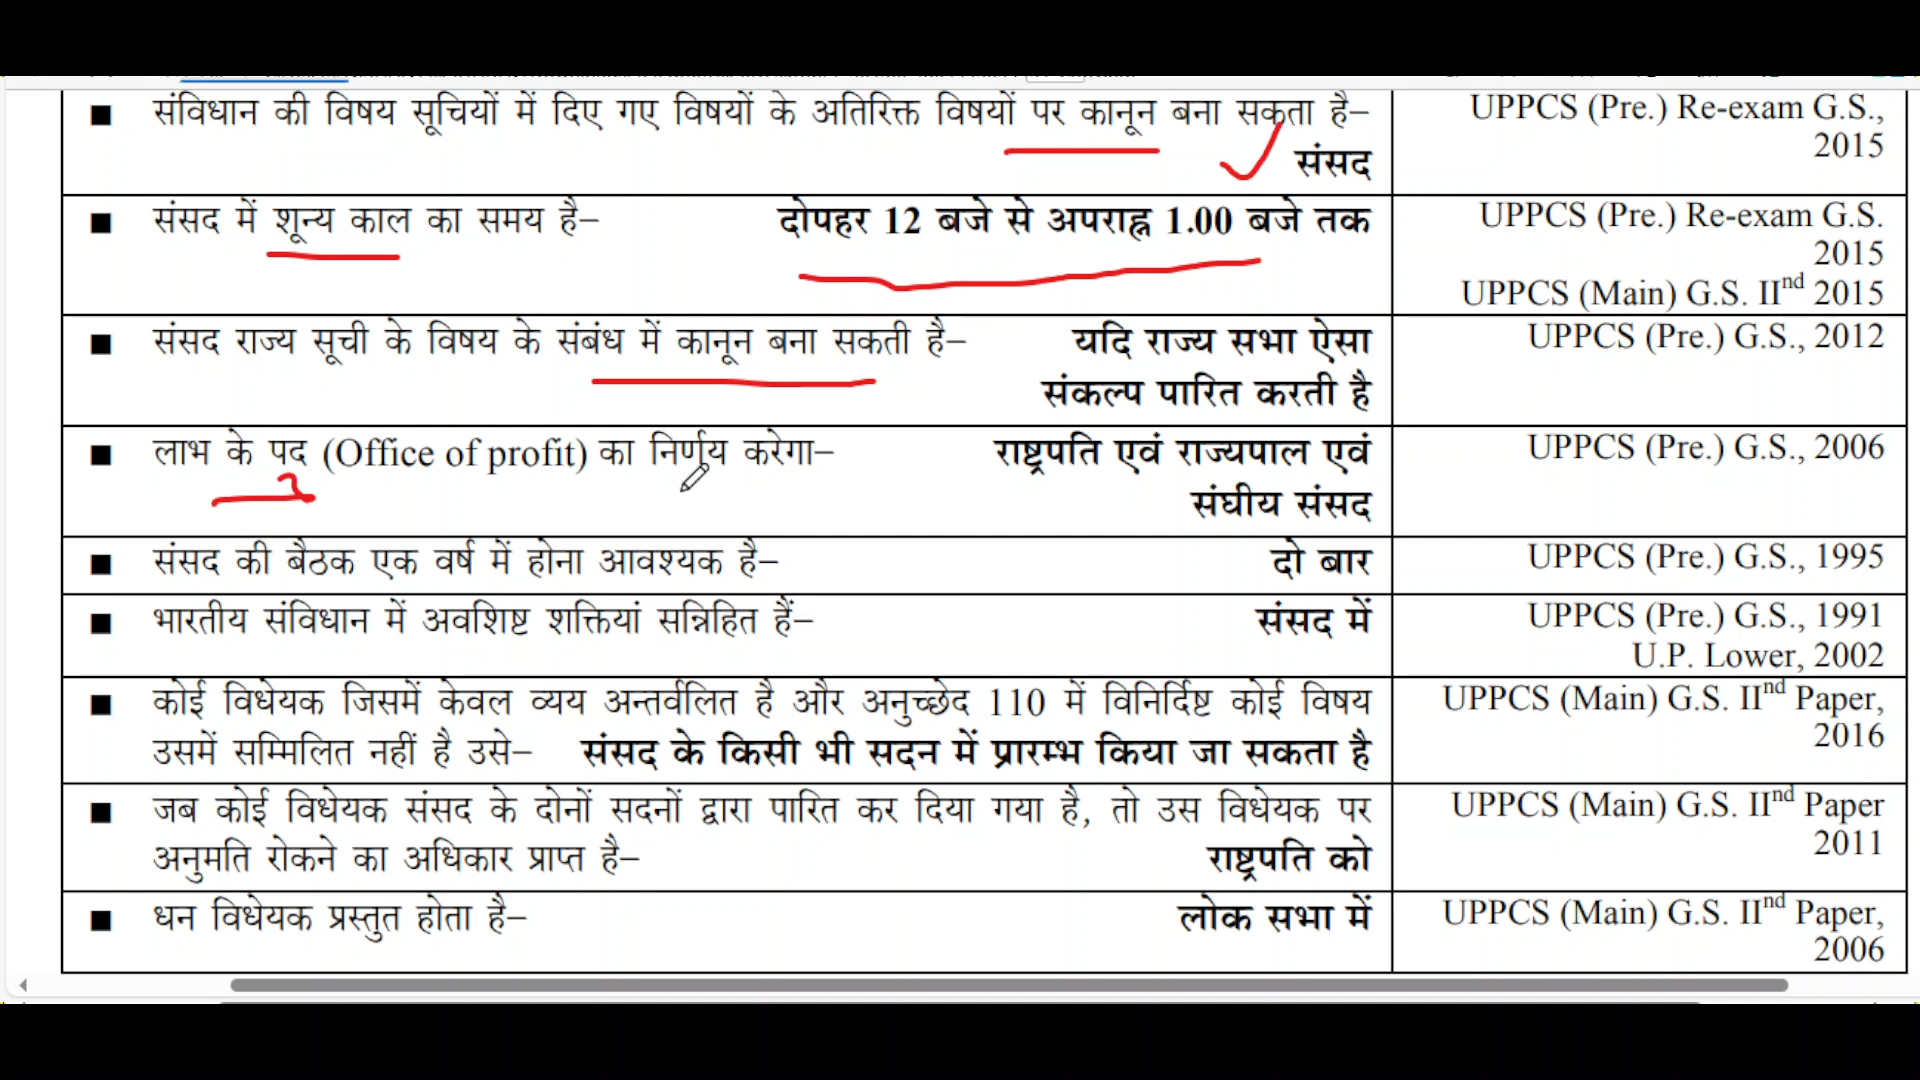 ■ संविधान की विषय सूचियों में दिए गए विषयों के अतिरिक्त विषयों पर कानून बना सकता है–
संसद
UPPCS (Pre.) Re-exam G.S.,
2015
■ संसद में शून्य काल का समय है– दोपहर 12 बजे से अपराह्न 1.00 बजे तक
UPPCS (Pre.) Re-exam G.S.
2015
UPPCS (Main) G.S. IInd 2015
■ संसद राज्य सूची के विषय के संबंध में कानून बना सकती है– यदि राज्य सभा ऐसा
संकल्प पारित करती है
UPPCS (Pre.) G.S., 2012
■ लाभ के पद (Office of profit) का निर्णय करेगा– राष्ट्रपति एवं राज्यपाल एवं
संघीय संसद
UPPCS (Pre.) G.S., 2006
■ संसद की बैठक एक वर्ष में होना आवश्यक है– दो बार
UPPCS (Pre.) G.S., 1995
■ भारतीय संविधान में अवशिष्ट शक्तियां सन्निहित हैं– संसद में
UPPCS (Pre.) G.S., 1991
U.P. Lower, 2002
■ कोई विधेयक जिसमें केवल व्यय अन्तर्वलित है और अनुच्छेद 110 में विनिर्दिष्ट कोई विषय
उसमें सम्मिलित नहीं है उसे– संसद के किसी भी सदन में प्रारम्भ किया जा सकता है
UPPCS (Main) G.S. IInd Paper,
2016
■ जब कोई विधेयक संसद के दोनों सदनों द्वारा पारित कर दिया गया है, तो उस विधेयक पर
अनुमति रोकने का अधिकार प्राप्त है– राष्ट्रपति को
UPPCS (Main) G.S. IInd Paper
2011
■ धन विधेयक प्रस्तुत होता है– लोक सभा में
UPPCS (Main) G.S. IInd Paper,
2006